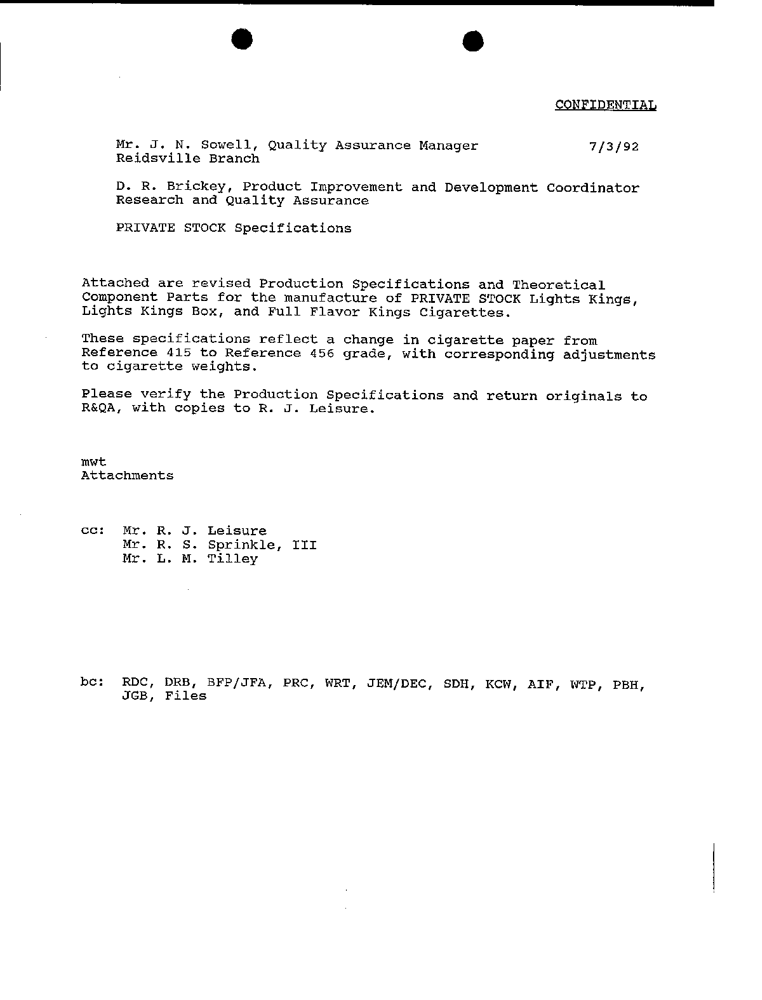 CONFIDENTIAL
Mr. J. N. Sowell, Quality Assurance Manager 7/3/92
Reidsville Branch
D. R. Brickey, Product Improvement and Development Coordinator
Research and Quality Assurance
PRIVATE STOCK Specifications
Attached are revised Production Specifications and Theoretical
Component Parts for the manufacture of PRIVATE STOCK Lights Kings,
Lights Kings Box, and Full Flavor Kings Cigarettes.
These specifications reflect a change in cigarette paper from
Reference 415 to Reference 456 grade, with corresponding adjustments
to cigarette weights.
Please verify the Production Specifications and return originals to
R&QA, with copies to R. J. Leisure.
mwt
Attachments
cc: Mr. R. J. Leisure
Mr. R. S. Sprinkle, III
Mr. L. M. Tilley
bc: RDC, DRB, BFP/JFA, PRC, WRT, JEM/DEC, SDH, KCW, AIF, WTP, PBH,
JGB, Files